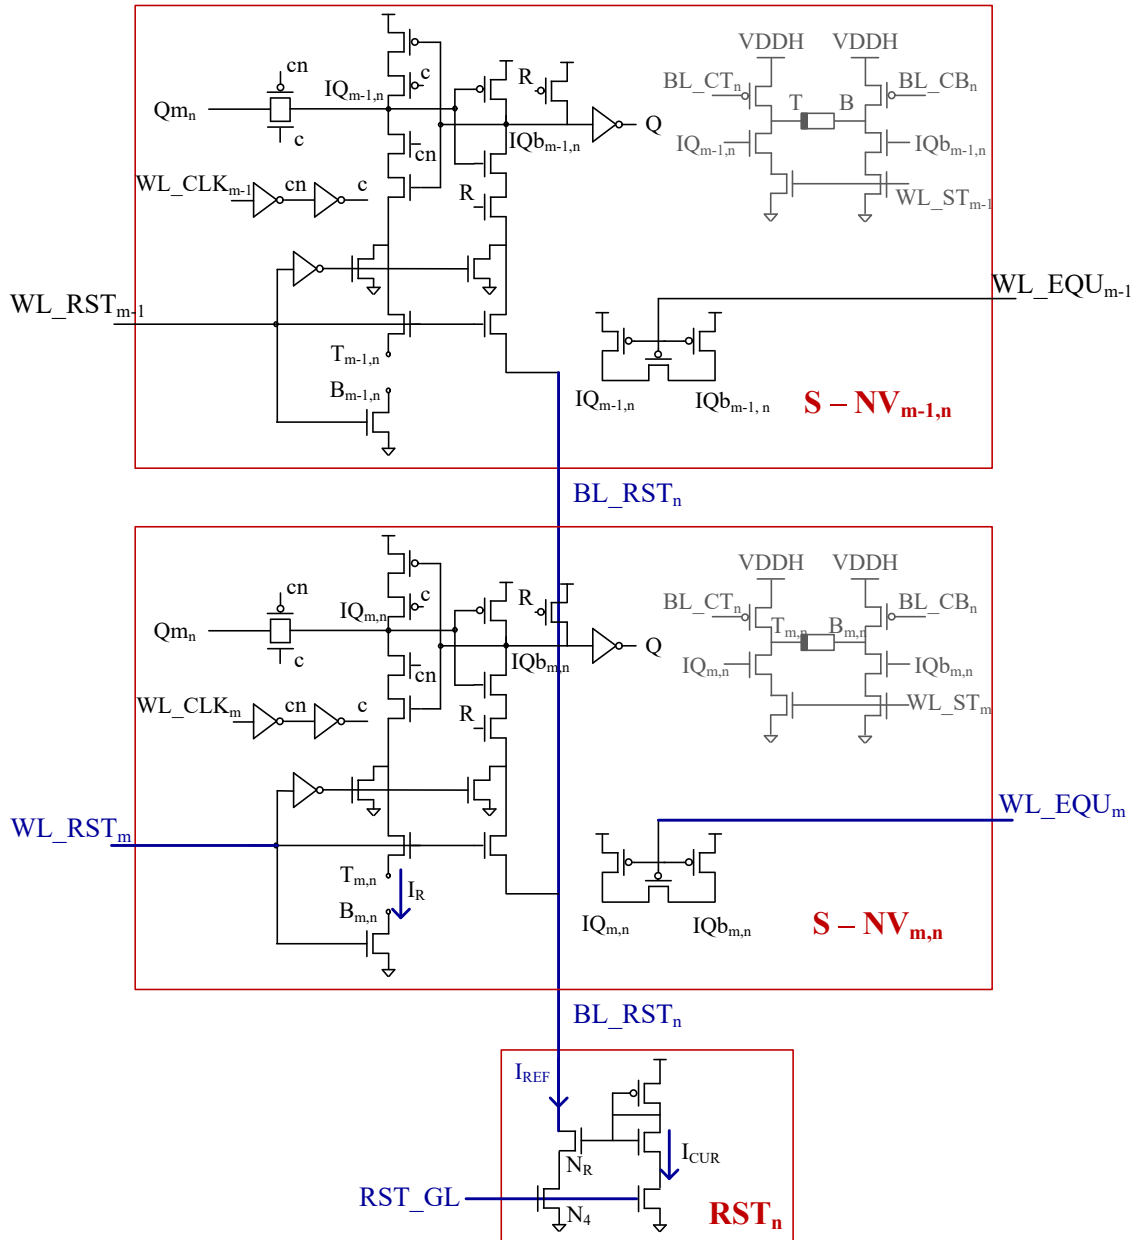 VDDH VDDH
cn
c
R
BL_CTn
BL_CBn
Qmn
IQm-1,n
T B
Q
c
cn
IQbm-1,n
IQm-1,n
IQbm-1,n
WL_CLKm-1
cn
c
R
WL_STm-1
WL_RSTm-1
WL_EQUm-1
Tm-1,n
Bm-1,n
IQm-1,n
IQbm-1, n
S – NVm-1,n
BL_RSTn
VDDH VDDH
cn
c
R
BL_CTn
BL_CBn
Qmn
IQm,n
Tm,n
Bm,n
Q
c
cn
IQbm,n
IQm,n
IQbm,n
WL_CLKm
cn
c
R
WL_STm
WL_RSTm
WL_EQUm
Tm,n
IR
Bm,n
IQm,n
IQbm,n
S – NVm,n
BL_RSTn
IREF
ICUR
NR
RST_GL
N4
RSTn